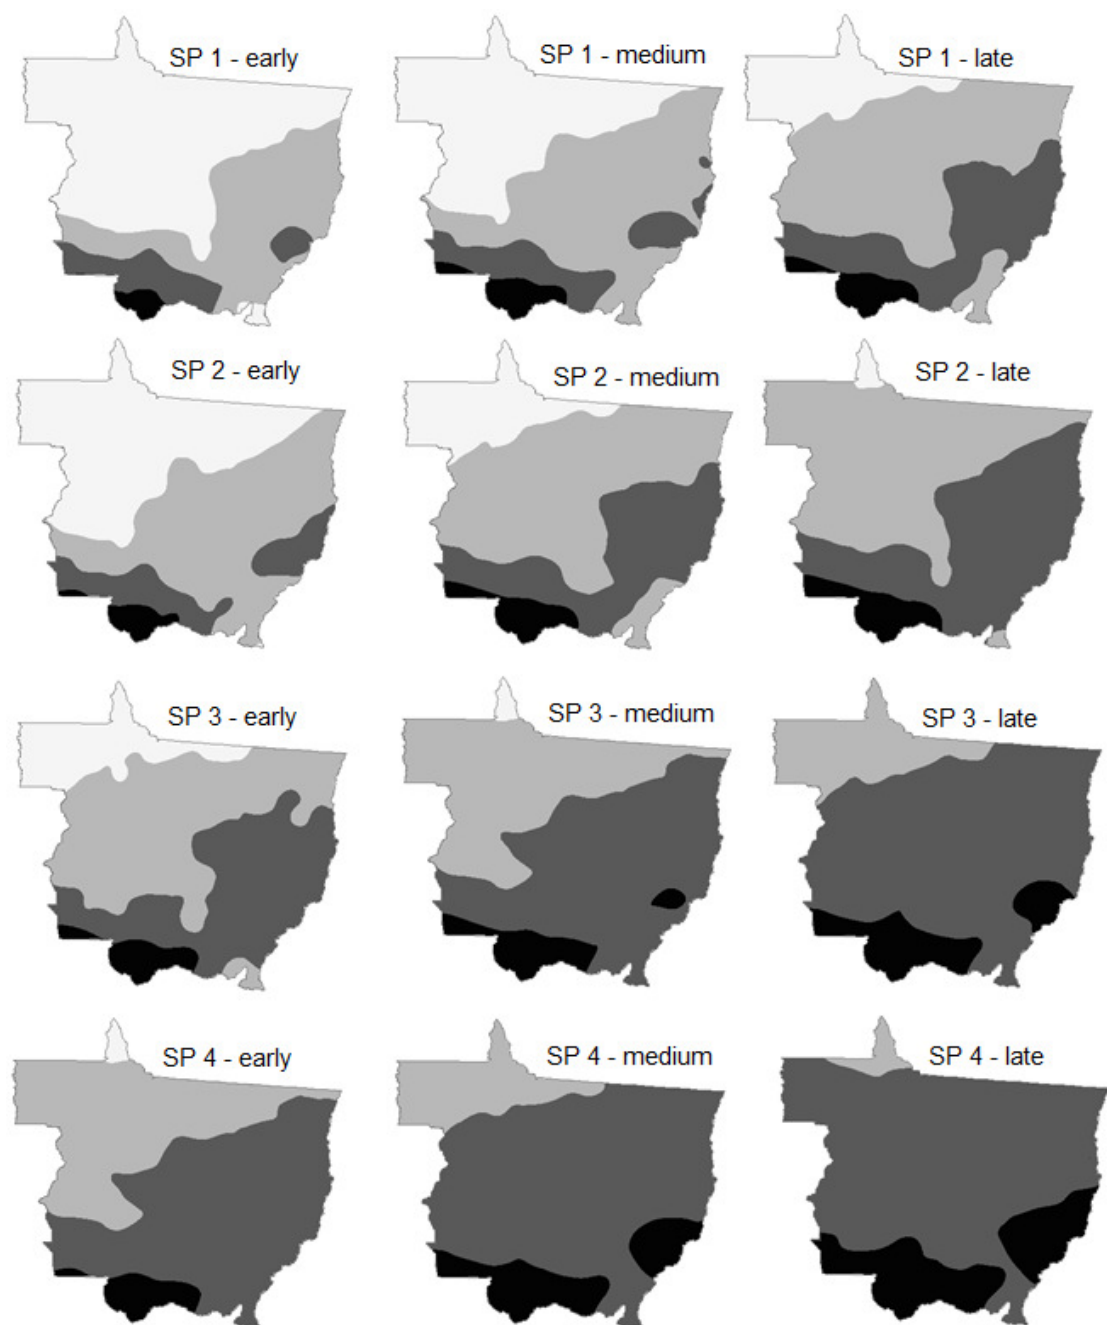 SP 1 - early
SP 1 - medium
SP 1 - late
SP 2 - early
SP 2 - medium
SP 2 - late
SP 3 - early
SP 3 - medium
SP 3 - late
SP 4 - early
SP 4 - medium
SP 4 - late